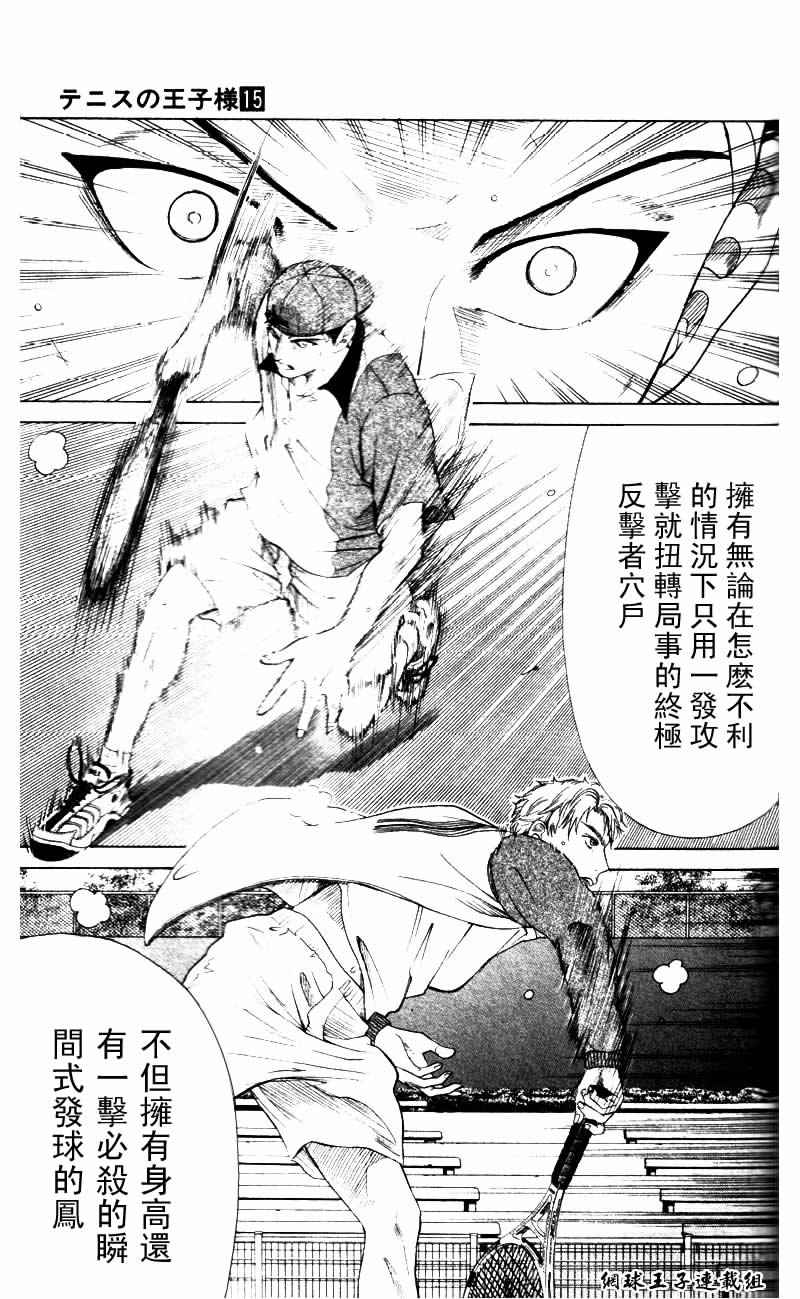 テニスの王子様15
擁有無論在怎麽不利
的情況下只用一發攻
擊就扭轉局事的終極
反擊者穴戶
不但擁有身高還
有一擊必殺的瞬
間式發球的鳳
網球王子連載組